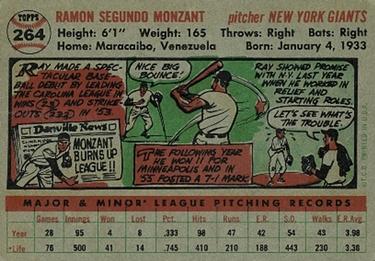 TOPPS
264
RAMON SEGUNDO MONZANT pitcher NEW YORK GIANTS
Height: 6'1" Weight: 165 Throws: Right Bats: Right
Home: Maracaibo, Venezuela Born: January 4, 1933
RAY MADE A SPEC-
TACULAR BASE-
BALL DEBUT BY LEADING
THE CAROLINA LEAGUE IN
WINS (23) AND STRIKE-
OUTS (232) IN '53.
Danville News
MONZANT
BURNS UP
LEAGUE!!
NICE BIG
BOUNCE!
THE FOLLOWING YEAR
HE WON 11 FOR
MINNEAPOLIS AND IN
'55 POSTED A 7-1 MARK.
RAY SHOWED PROMISE
WITH N.Y. LAST YEAR
WHEN HE WORKED
IN RELIEF AND
STARTING ROLES.
LET'S SEE WHAT'S
THE TROUBLE.
MAJOR & MINOR LEAGUE PITCHING RECORDS
Games Innings Won Lost Pct. Hits Runs E.R. S.O. Walks E.R.Avg.
Year 28 95 4 8 .333 98 47 42 54 43 3.98
*Life 76 500 41 14 .745 410 210 188 443 230 3.38